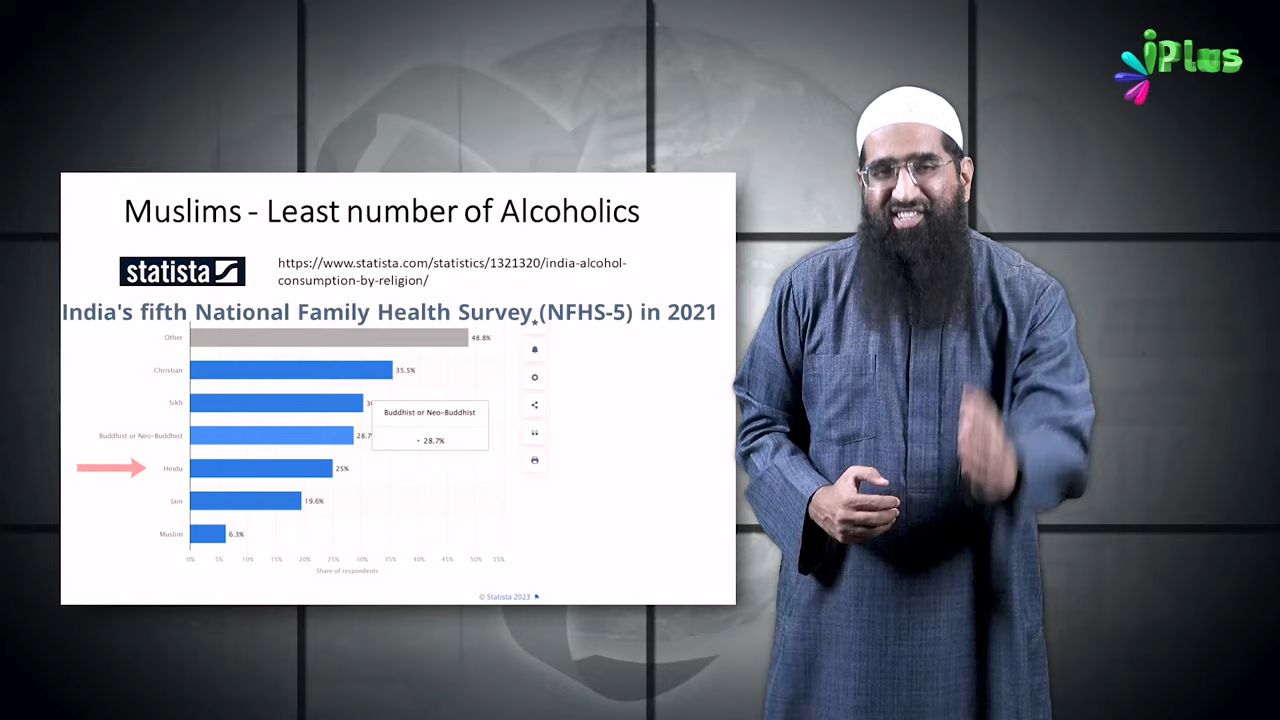 iPlus
Muslims - Least number of Alcoholics
statista
https://www.statista.com/statistics/1321320/india-alcohol-
consumption-by-religion/
India's fifth National Family Health Survey (NFHS-5) in 2021
Other 48.8%
Christian 35.5%
Sikh
Buddhist or Neo-Buddhist 28.7
Buddhist or Neo-Buddhist
• 28.7%
Hindu 25%
Jain 19.6%
Muslim 6.3%
0% 5% 10% 15% 20% 25% 30% 35% 40% 45% 50% 55%
Share of respondents
© Statista 2023